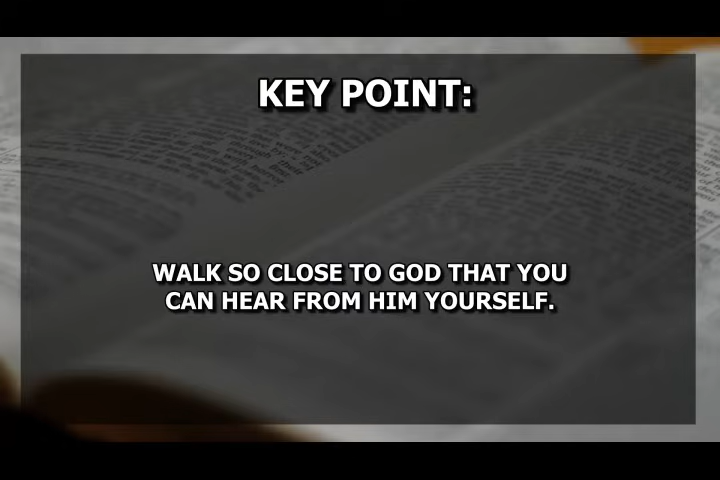 KEY POINT:
WALK SO CLOSE TO GOD THAT YOU
CAN HEAR FROM HIM YOURSELF.